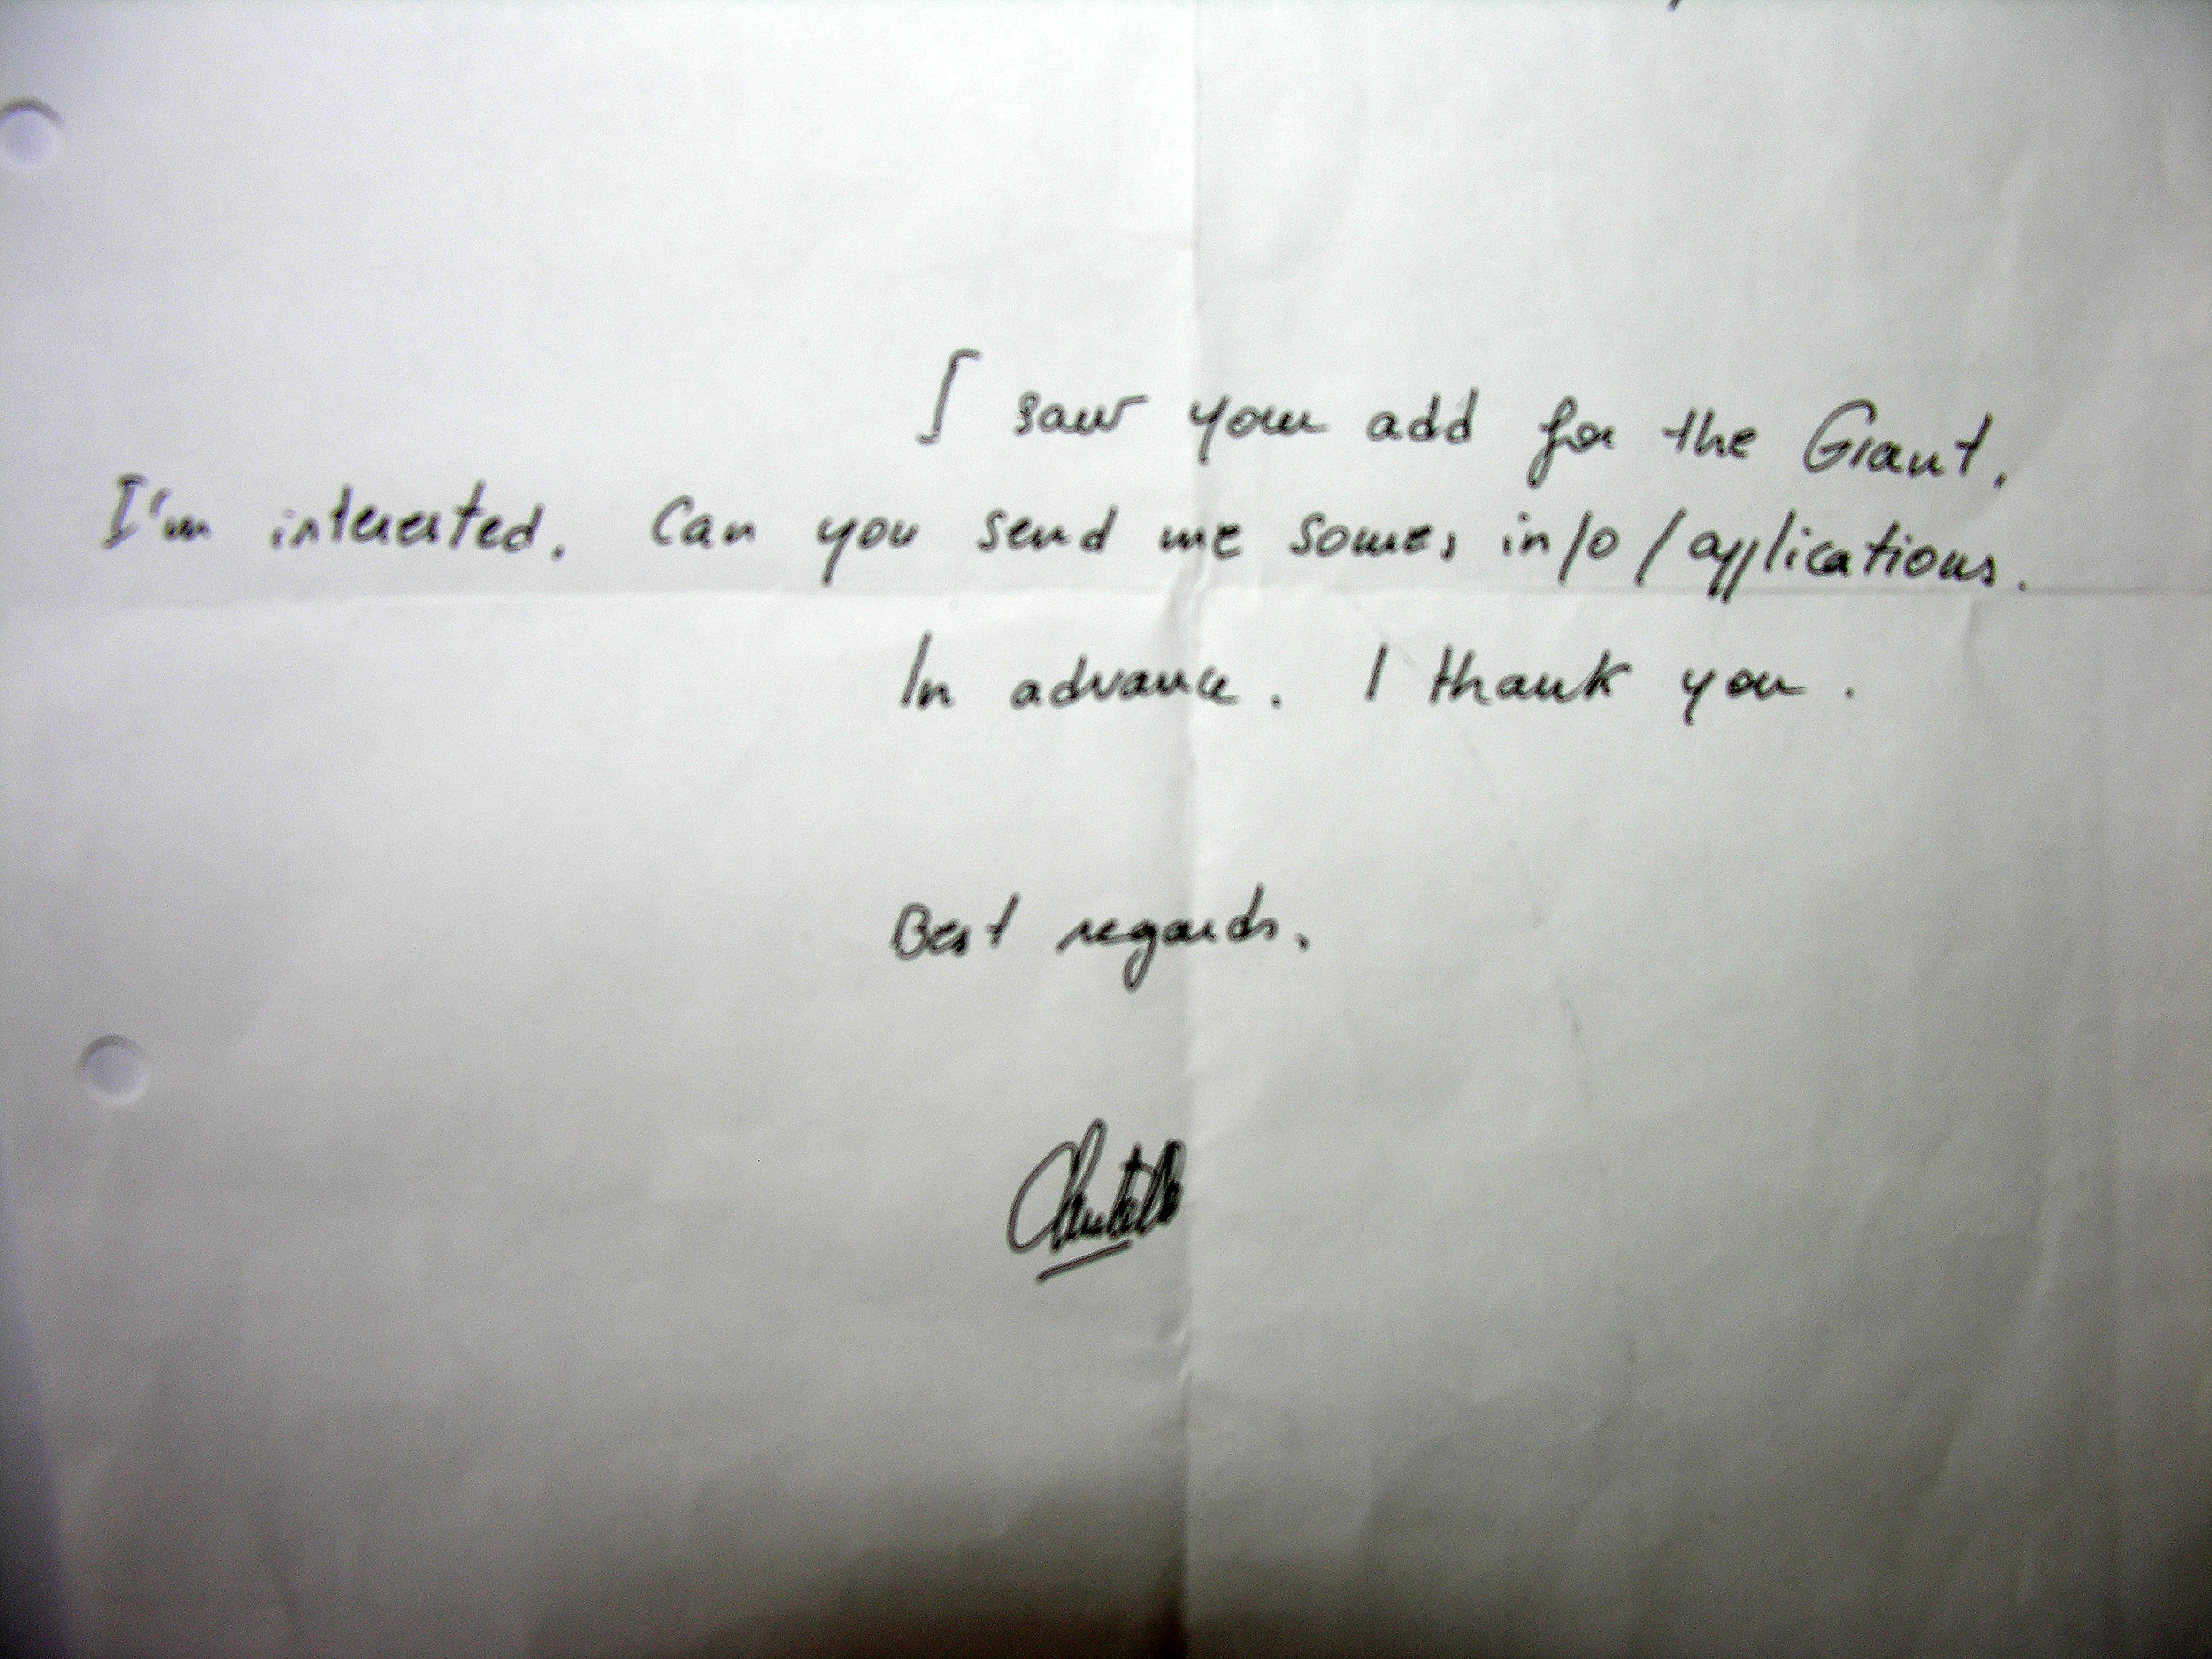 I saw your add for the Grant.
I'm interested. Can you send me somes info / applications.
In advance. I thank you.
Best regards.